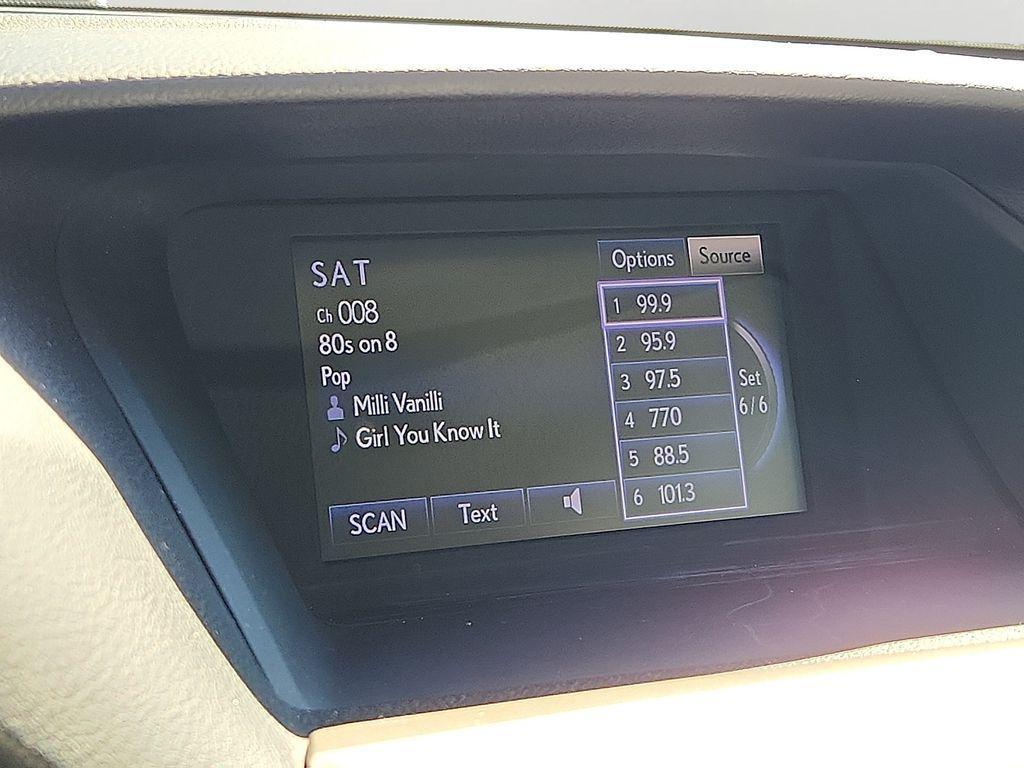 SAT
Ch 008
80s on 8
Pop
Milli Vanilli
Girl You Know It
SCAN
Text
Options
Source
1 99.9
2 95.9
3 97.5
4 770
5 88.5
6 101.3
Set
6/6